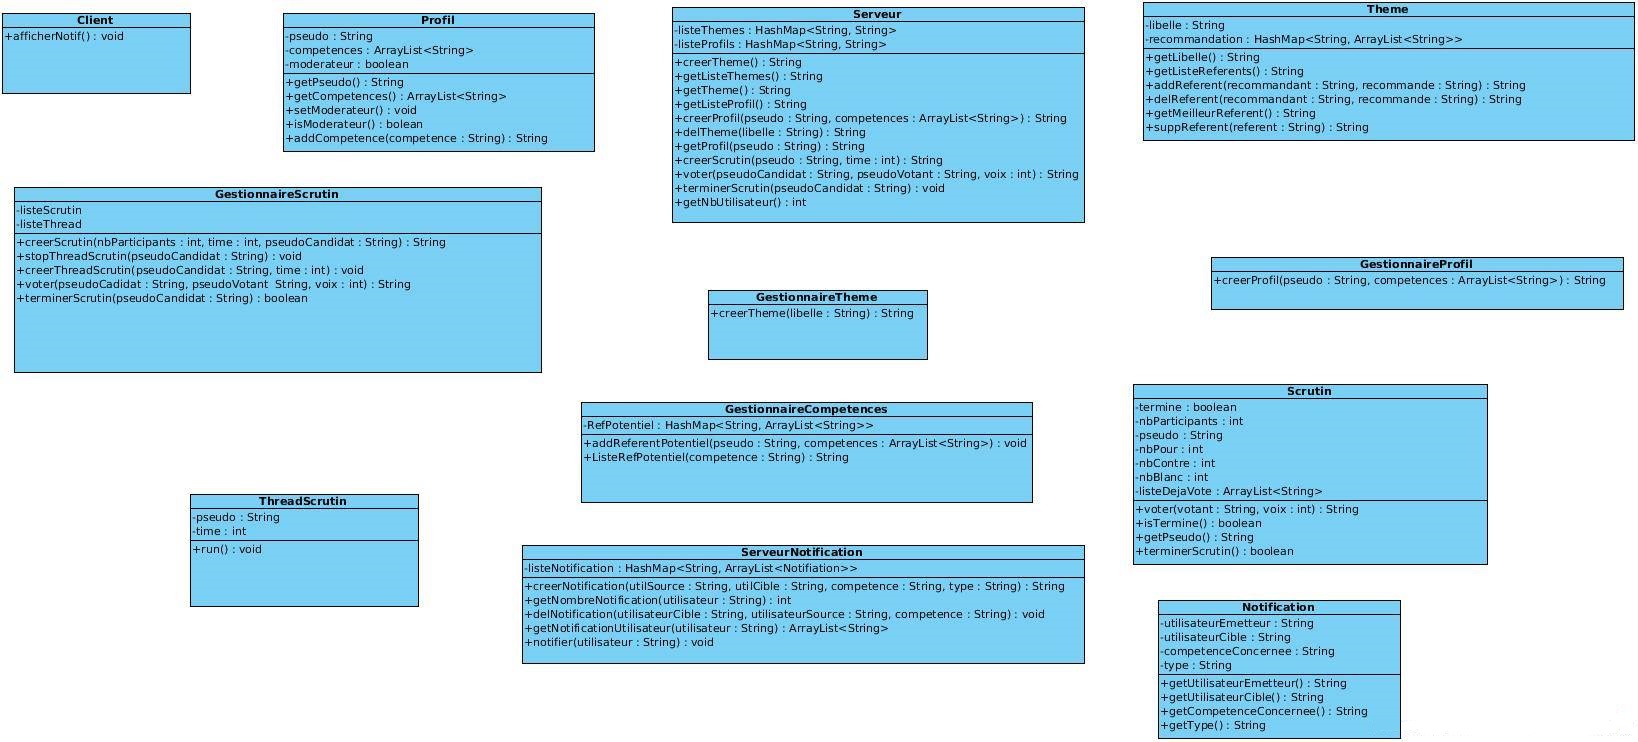 Client
+afficherNotif() : void
Profil
-pseudo : String
-competences : ArrayList<String>
-moderateur : boolean
+getPseudo() : String
+getCompetences() : ArrayList<String>
+setModerateur() : void
+isModerateur() : bolean
+addCompetence(competence : String) : String
Serveur
-listeThemes : HashMap<String, String>
-listeProfils : HashMap<String, String>
+creerTheme() : String
+getListeThemes() : String
+getTheme() : String
+getListeProfil() : String
+creerProfil(pseudo : String, competences : ArrayList<String>) : String
+delTheme(libelle : String) : String
+getProfil(pseudo : String) : String
+creerScrutin(pseudo : String, time : int) : String
+voter(pseudoCandidat : String, pseudoVotant : String, voix : int) : String
+terminerScrutin(pseudoCandidat : String) : void
+getNbUtilisateur() : int
Theme
-libelle : String
-recommandation : HashMap<String, ArrayList<String>>
+getLibelle() : String
+getListeReferents() : String
+addReferent(recommandant : String, recommande : String) : String
+delReferent(recommandant : String, recommande : String) : String
+getMeilleurReferent() : String
+suppReferent(referent : String) : String
GestionnaireScrutin
-listeScrutin
-listeThread
+creerScrutin(nbParticipants : int, time : int, pseudoCandidat : String) : String
+stopThreadScrutin(pseudoCandidat : String) : void
+creerThreadScrutin(pseudoCandidat : String, time : int) : void
+voter(pseudoCadidat : String, pseudoVotant  String, voix : int) : String
+terminerScrutin(pseudoCandidat : String) : boolean
GestionnaireProfil
+creerProfil(pseudo : String, competences : ArrayList<String>) : String
GestionnaireTheme
+creerTheme(libelle : String) : String
GestionnaireCompetences
-RefPotentiel : HashMap<String, ArrayList<String>>
+addReferentPotentiel(pseudo : String, competences : ArrayList<String>) : void
+ListeRefPotentiel(competence : String) : String
Scrutin
-termine : boolean
-nbParticipants : int
-pseudo : String
-nbPour : int
-nbContre : int
-nbBlanc : int
-listeDejaVote : ArrayList<String>
+voter(votant : String, voix : int) : String
+isTermine() : boolean
+getPseudo() : String
+terminerScrutin() : boolean
ThreadScrutin
-pseudo : String
-time : int
+run() : void
ServeurNotification
-listeNotification : HashMap<String, ArrayList<Notifiation>>
+creerNotification(utilSource : String, utilCible : String, competence : String, type : String) : String
+getNombreNotification(utilisateur : String) : int
+delNotification(utilisateurCible : String, utilisateurSource : String, competence : String) : void
+getNotificationUtilisateur(utilisateur : String) : ArrayList<String>
+notifier(utilisateur : String) : void
Notification
-utilisateurEmetteur : String
-utilisateurCible : String
-competenceConcernee : String
-type : String
+getUtilisateurEmetteur() : String
+getUtilisateurCible() : String
+getCompetenceConcernee() : String
+getType() : String